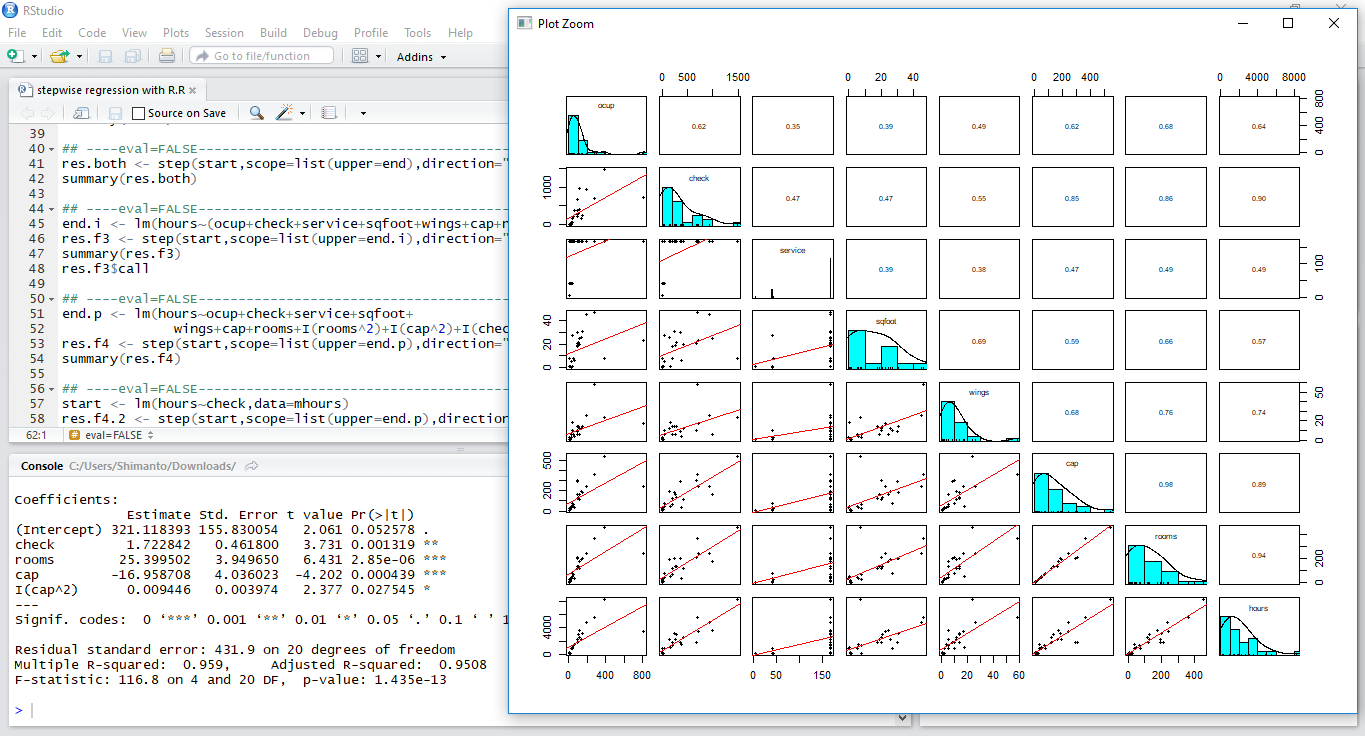 RStudio
File Edit Code View Plots Session Build Debug Profile Tools Help
Go to file/function Addins
stepwise regression with R.R
Source on Save
39
40 ## ----eval=FALSE------------------------------------------
41 res.both <- step(start,scope=list(upper=end),direction="
42 summary(res.both)
43
44 ## ----eval=FALSE------------------------------------------
45 end.i <- lm(hours~(ocup+check+service+sqfoot+wings+cap+r
46 res.f3 <- step(start,scope=list(upper=end.i),direction="
47 summary(res.f3)
48 res.f3$call
49
50 ## ----eval=FALSE------------------------------------------
51 end.p <- lm(hours~ocup+check+service+sqfoot+
52 wings+cap+rooms+I(rooms^2)+I(cap^2)+I(chec
53 res.f4 <- step(start,scope=list(upper=end.p),direction="
54 summary(res.f4)
55
56 ## ----eval=FALSE------------------------------------------
57 start <- lm(hours~check,data=mhours)
58 res.f4.2 <- step(start,scope=list(upper=end.p),direction
62:1 # eval=FALSE
Console C:/Users/Shimanto/Downloads/
Coefficients:
Estimate Std. Error t value Pr(>|t|)
(Intercept) 321.118393 155.830054 2.061 0.052578 .
check 1.722842 0.461800 3.731 0.001319 **
rooms 25.399502 3.949650 6.431 2.85e-06 ***
cap -16.958708 4.036023 -4.202 0.000439 ***
I(cap^2) 0.009446 0.003974 2.377 0.027545 *
---
Signif. codes: 0 ‘***’ 0.001 ‘**’ 0.01 ‘*’ 0.05 ‘.’ 0.1 ‘ ’ 1
Residual standard error: 431.9 on 20 degrees of freedom
Multiple R-squared: 0.959, Adjusted R-squared: 0.9508
F-statistic: 116.8 on 4 and 20 DF, p-value: 1.435e-13
>
Plot Zoom
0 500 1500 0 20 40 0 200 400 0 4000 8000
ocup 0.62 0.35 0.39 0.49 0.62 0.68 0.64 0 400 800
0 1000 check 0.47 0.47 0.55 0.85 0.86 0.90
service 0.39 0.38 0.47 0.49 0.49 0 100
0 20 40 sqfoot 0.69 0.59 0.66 0.57
wings 0.68 0.76 0.74 0 20 50
0 200 500 cap 0.98 0.89
rooms 0.94 0 200
0 4000 hours
0 400 800 0 50 150 0 20 40 60 0 200 400